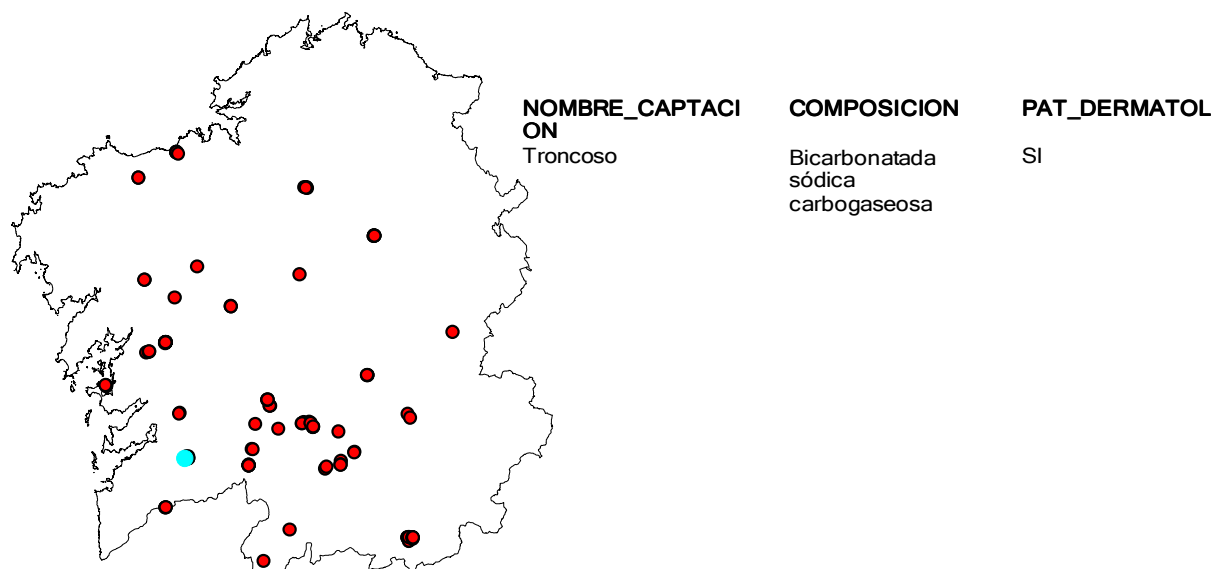 NOMBRE_CAPTACI COMPOSICION PAT_DERMATOL
ON
Troncoso Bicarbonatada SI
sódica
carbogaseosa